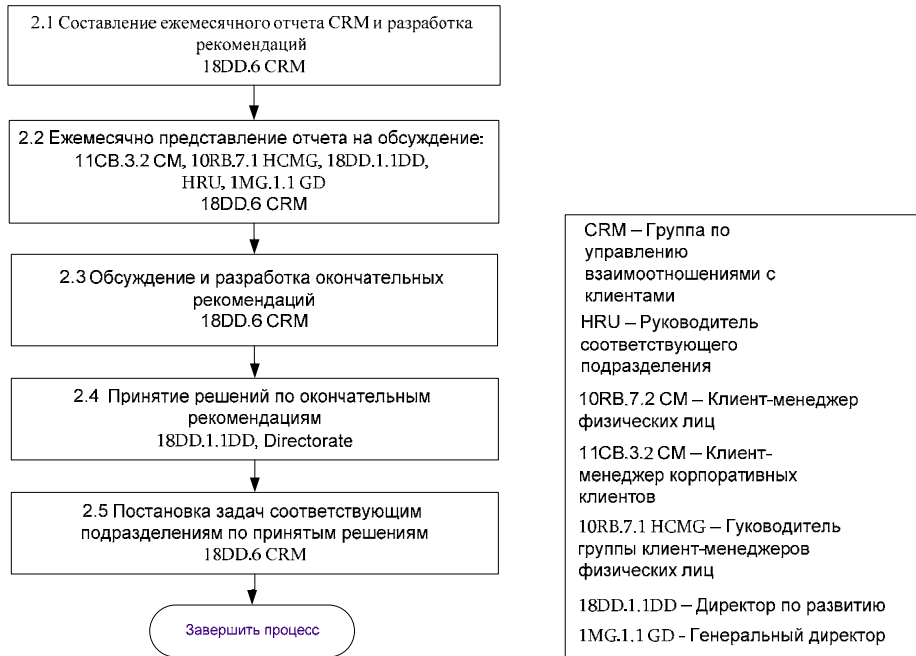 2.1 Составление ежемесячного отчета CRM и разработка
рекомендаций
18DD.6 CRM
2.2 Ежемесячно представление отчета на обсуждение:
11CB.3.2 CM, 10RB.7.1 HCMG, 18DD.1.1DD,
HRU, 1MG.1.1 GD
18DD.6 CRM
2.3 Обсуждение и разработка окончательных
рекомендаций
18DD.6 CRM
2.4 Принятие решений по окончательным
рекомендациям
18DD.1.1DD, Directorate
2.5 Постановка задач соответствующим
подразделениям по принятым решениям
18DD.6 CRM
Завершить процесс
CRM – Группа по
управлению
взаимоотношениями с
клиентами
HRU – Руководитель
соответствующего
подразделения
10RB.7.2 CM – Клиент-менеджер
физических лиц
11CB.3.2 CM – Клиент-
менеджер корпоративных
клиентов
10RB.7.1 HCMG – Гуководитель
группы клиент-менеджеров
физических лиц
18DD.1.1DD – Директор по развитию
1MG.1.1 GD - Генеральный директор